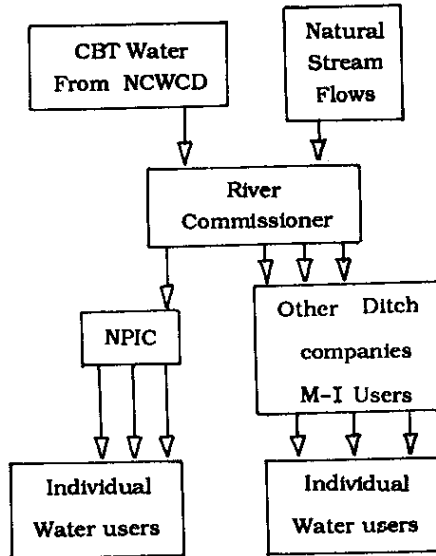 CBT Water
From NCWCD
Natural
Stream
Flows
River
Commissioner
NPIC
Other Ditch
companies
M-I Users
Individual
Water users
Individual
Water users